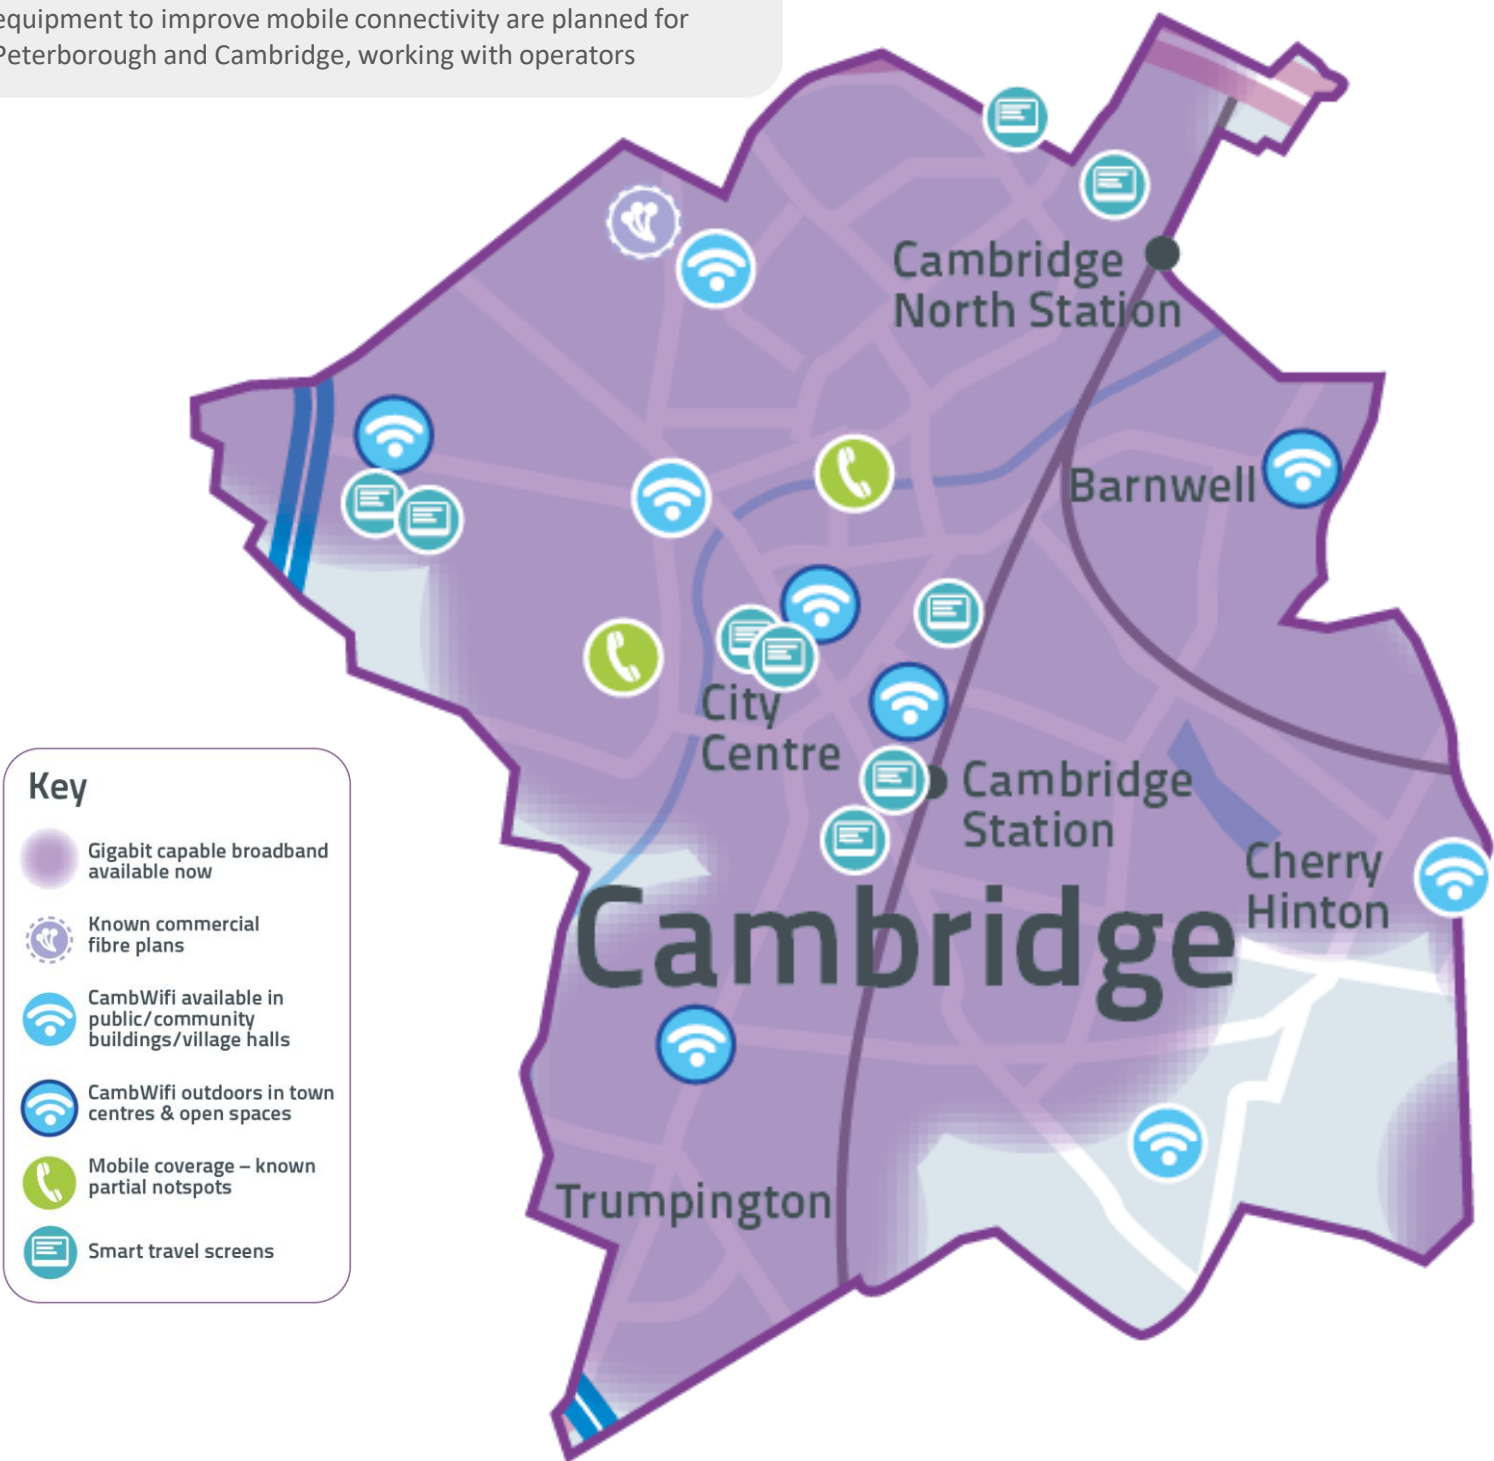 equipment to improve mobile connectivity are planned for
Peterborough and Cambridge, working with operators
Cambridge
North Station
Barnwell
City
Centre
Cambridge
Station
Cherry
Hinton
Cambridge
Trumpington
Key
Gigabit capable broadband
available now
Known commercial
fibre plans
CambWifi available in
public/community
buildings/village halls
CambWifi outdoors in town
centres & open spaces
Mobile coverage – known
partial notspots
Smart travel screens